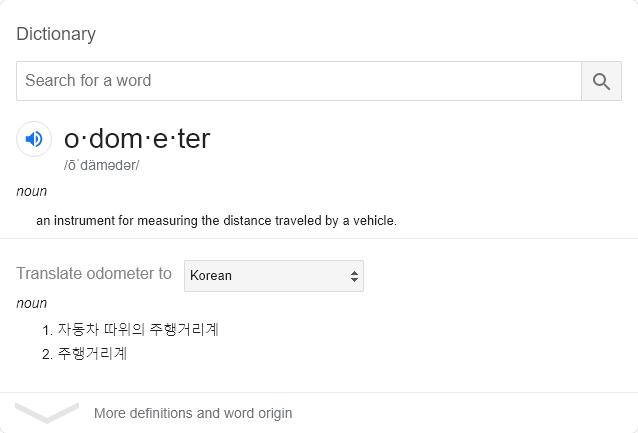 Dictionary
Search for a word
o·dom·e·ter
/ōˈdämədər/
noun
an instrument for measuring the distance traveled by a vehicle.
Translate odometer to Korean
noun
1. 자동차 따위의 주행거리계
2. 주행거리계
More definitions and word origin